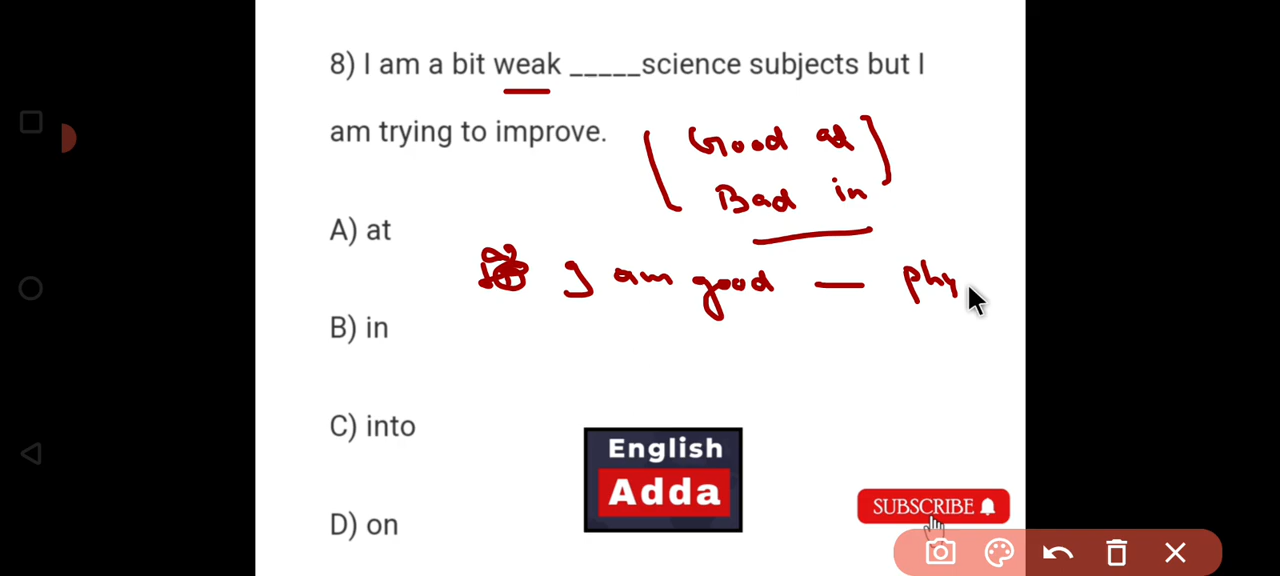 8) I am a bit weak _____science subjects but I
am trying to improve.
Good at
Bad in
A) at
I am good — phy
B) in
C) into
English
Adda
SUBSCRIBE
D) on